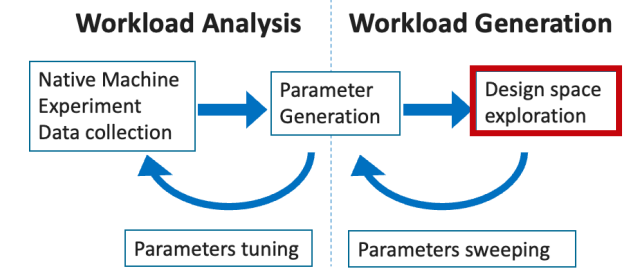 Workload Analysis
Workload Generation
Native Machine
Experiment
Data collection
Parameter
Generation
Design space
exploration
Parameters tuning
Parameters sweeping